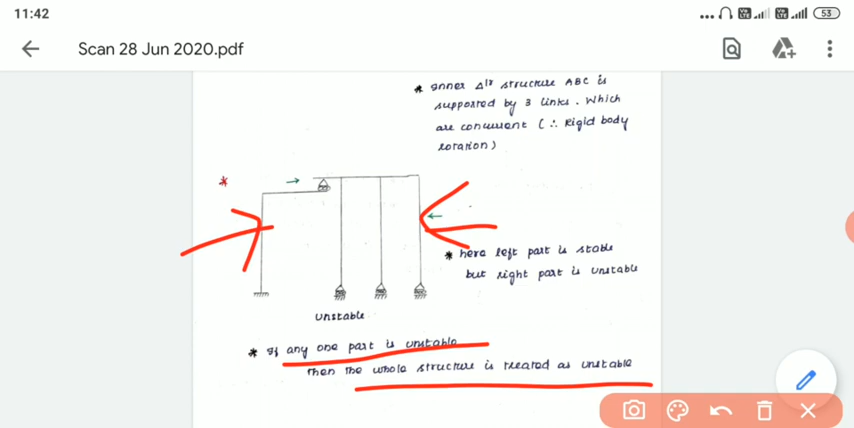 11:42
53
Scan 28 Jun 2020.pdf
* Inner Δlr structure ABC is
supported by 3 links. Which
are concurrent (∴ Rigid body
rotation)
*
* here left part is stable
but right part is unstable
Unstable
* If any one part is unstable
Then the whole structure is treated as unstable